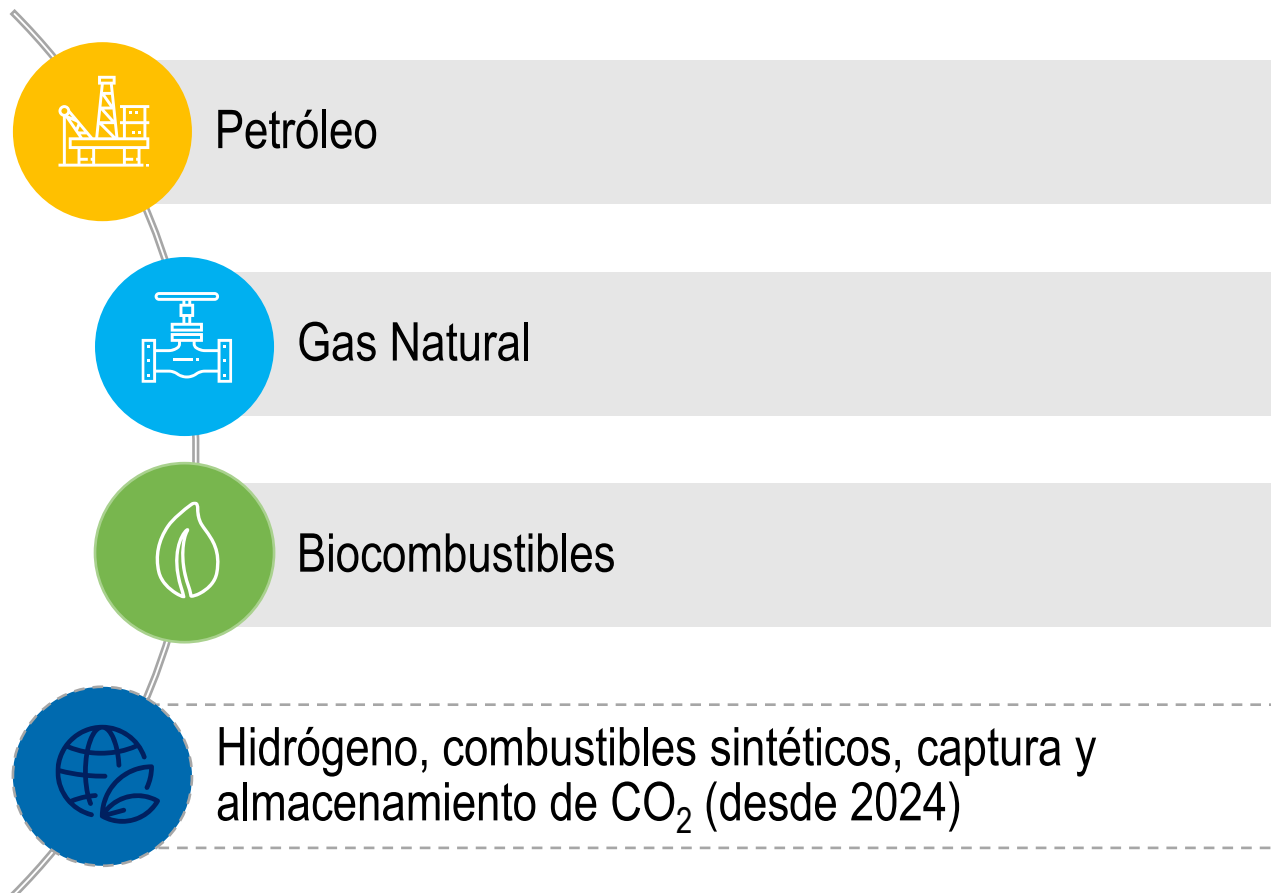 Petróleo
Gas Natural
Biocombustibles
Hidrógeno, combustibles sintéticos, captura y
almacenamiento de CO₂ (desde 2024)